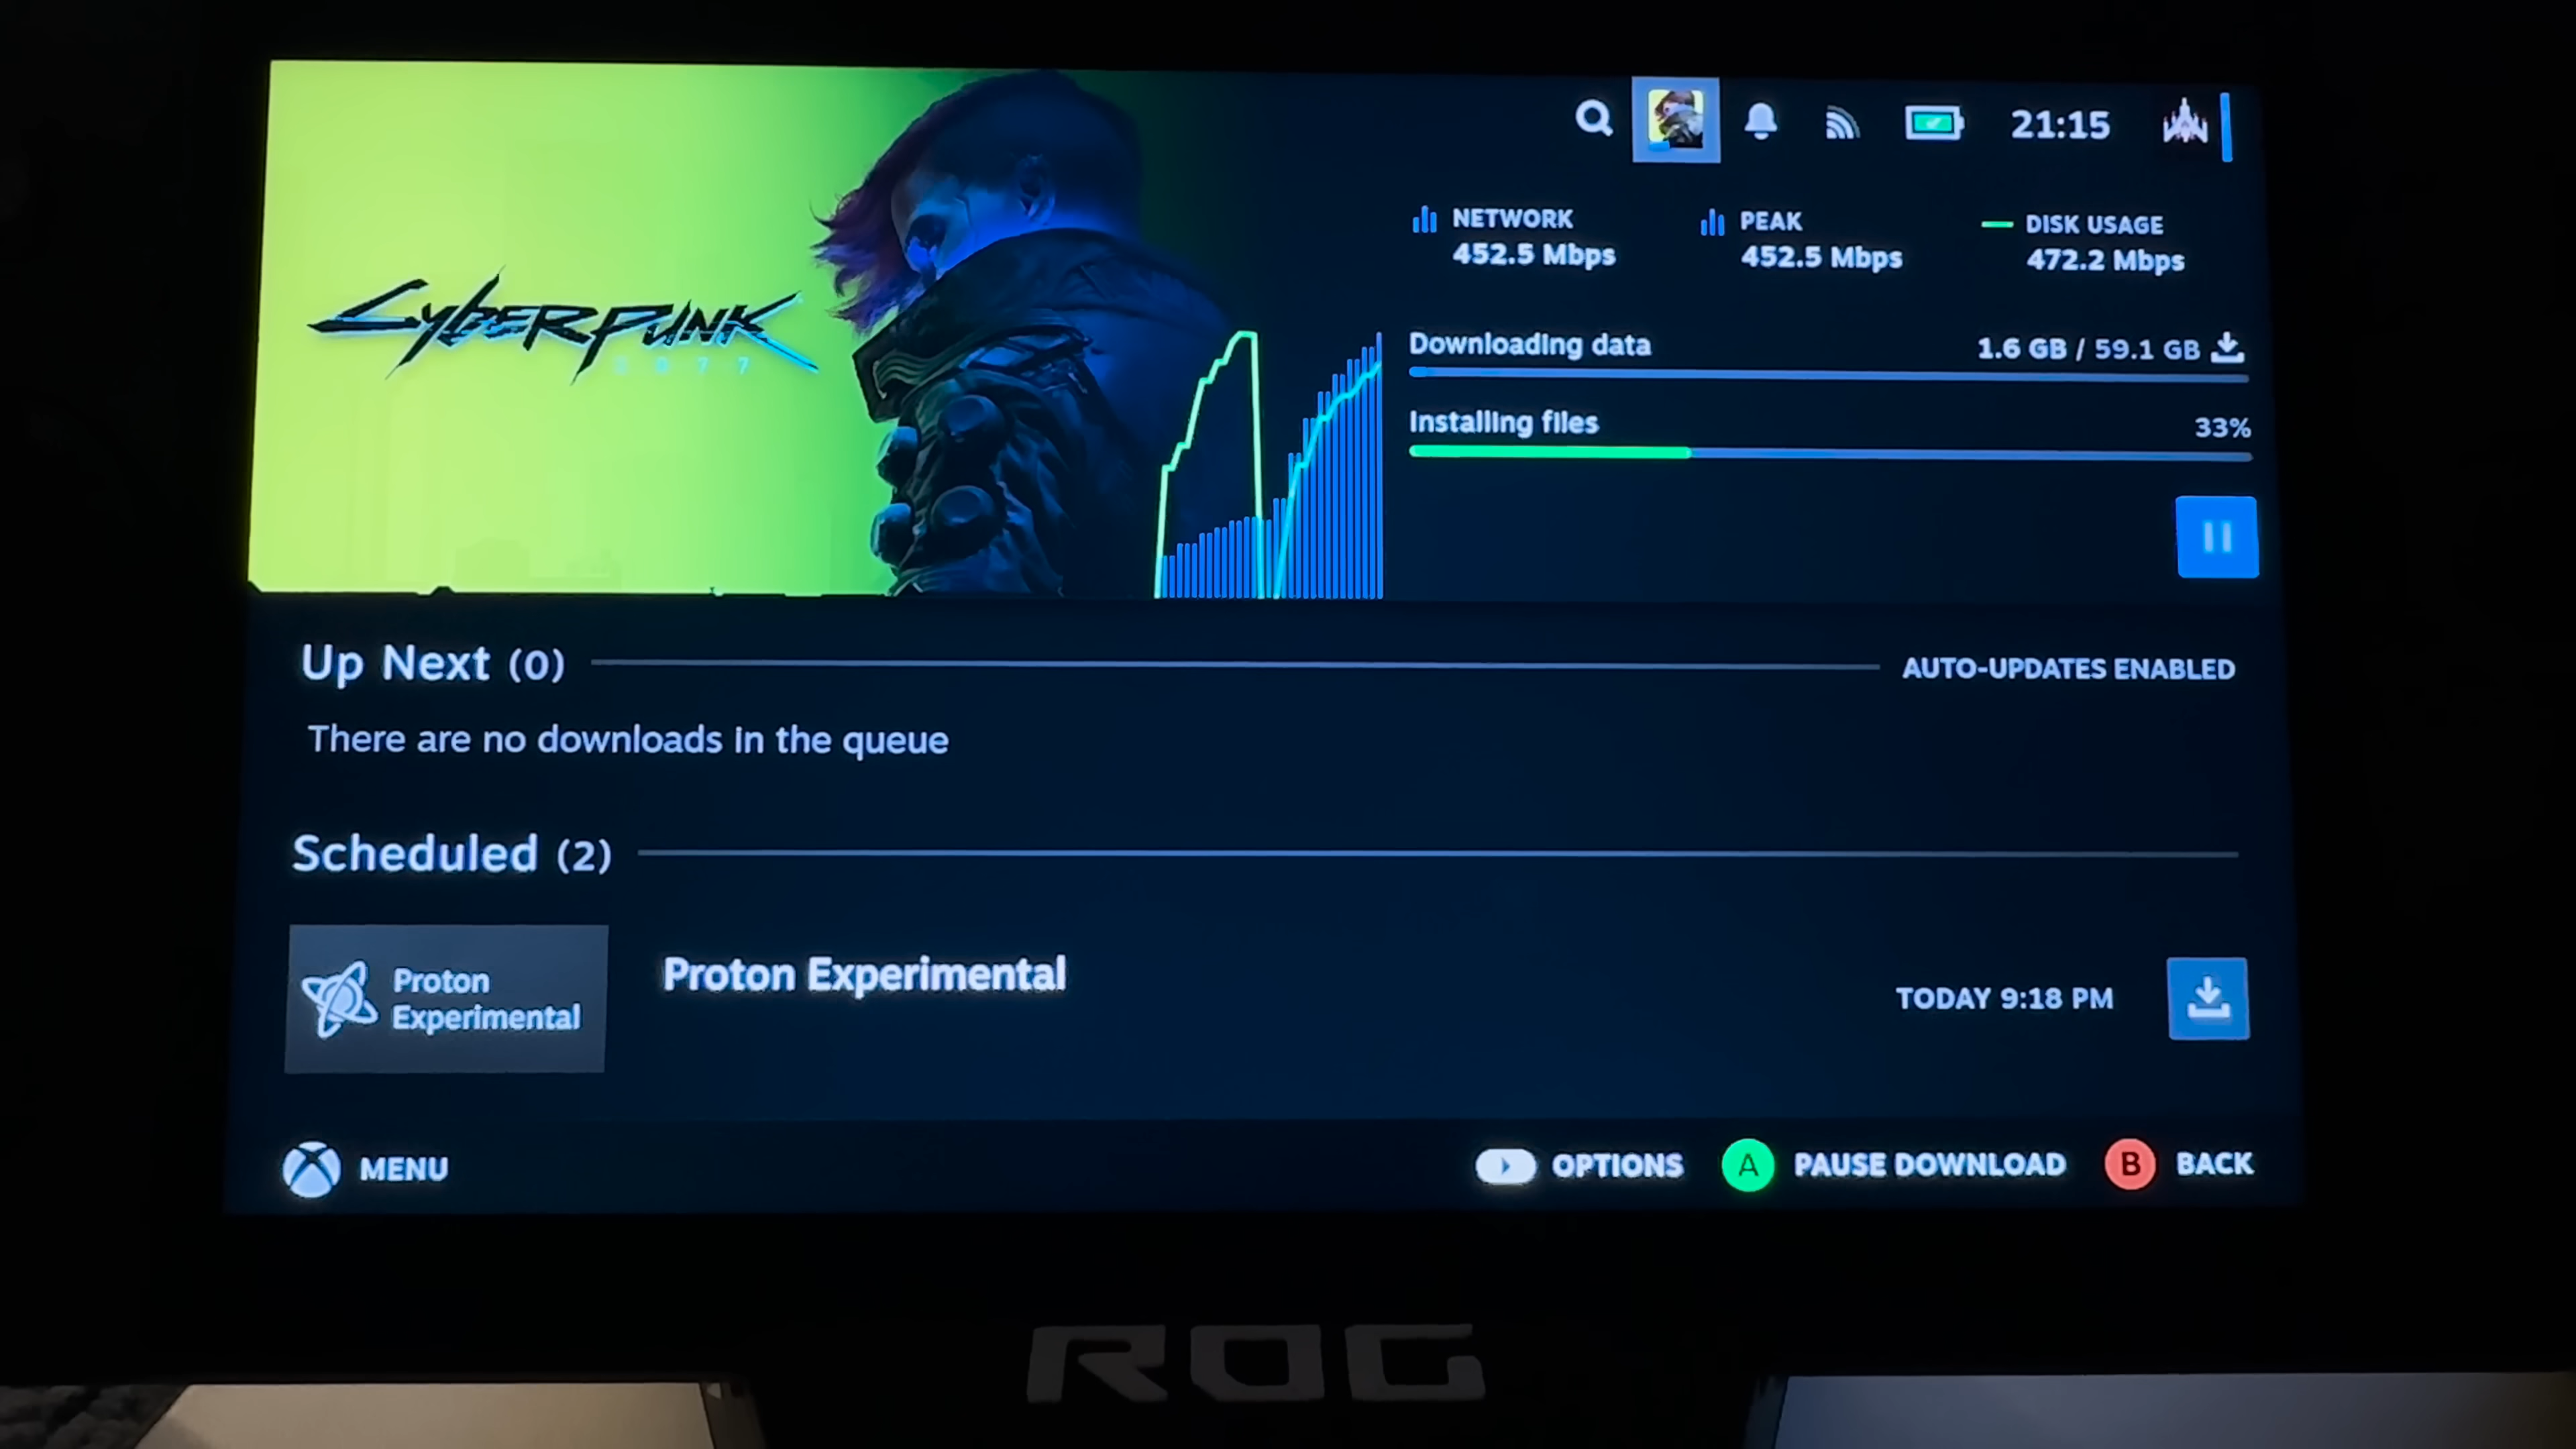 21:15
NETWORK
452.5 Mbps
PEAK
452.5 Mbps
DISK USAGE
472.2 Mbps
CYBERPUNK
2077
Downloading data
1.6 GB / 59.1 GB
Installing files
33%
Up Next (0)
AUTO-UPDATES ENABLED
There are no downloads in the queue
Scheduled (2)
Proton
Experimental
Proton Experimental
TODAY 9:18 PM
MENU
OPTIONS
A PAUSE DOWNLOAD
B BACK
ROG